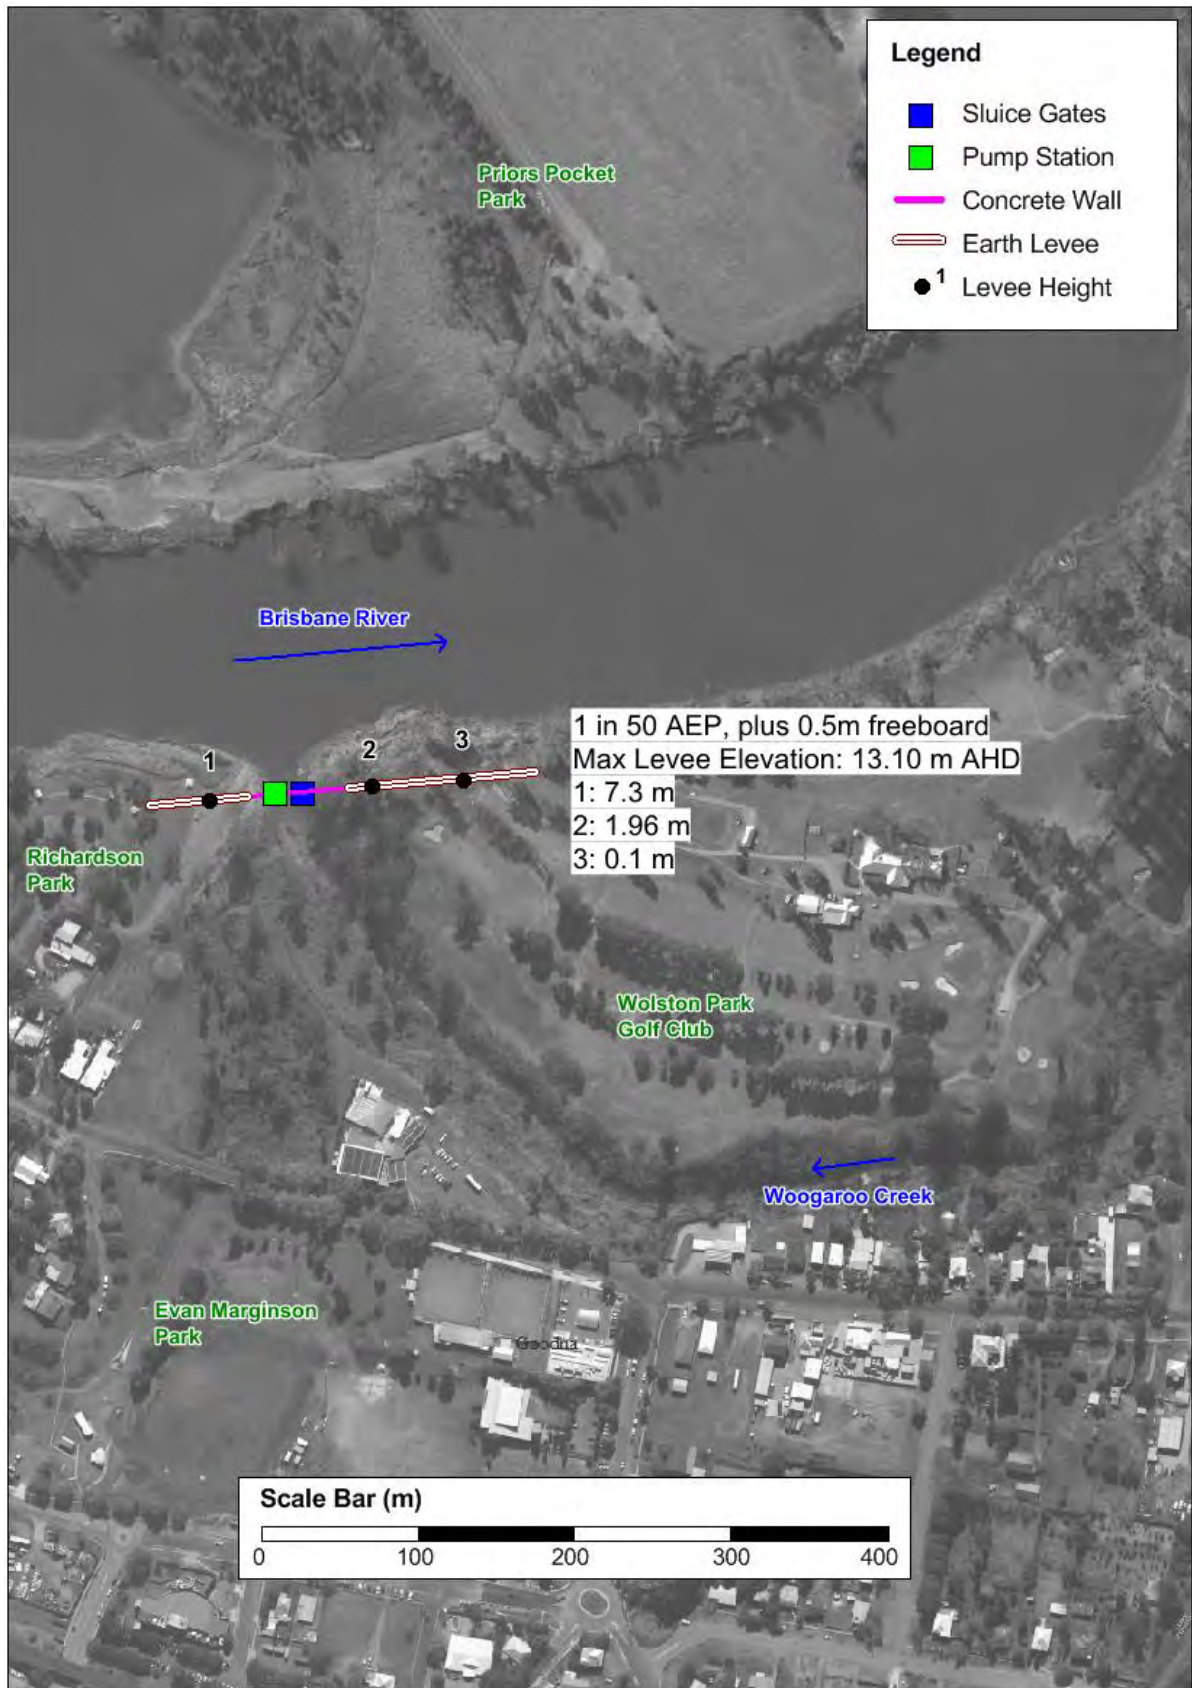 Legend
Sluice Gates
Pump Station
Concrete Wall
Earth Levee
1 Levee Height
Priors Pocket
Park
Brisbane River
1
2
3
1 in 50 AEP, plus 0.5m freeboard
Max Levee Elevation: 13.10 m AHD
1: 7.3 m
2: 1.96 m
3: 0.1 m
Richardson
Park
Wolston Park
Golf Club
Woogaroo Creek
Evan Marginson
Park
Goodna
Scale Bar (m)
0 100 200 300 400